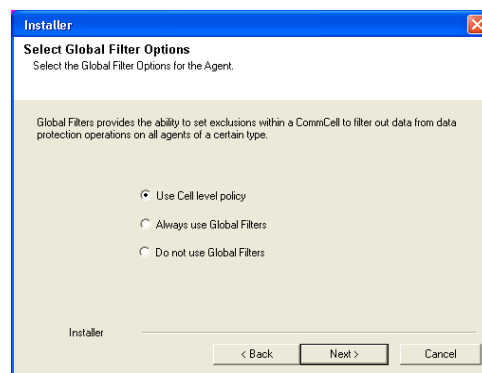 Installer
Select Global Filter Options
Select the Global Filter Options for the Agent.
Global Filters provides the ability to set exclusions within a CommCell to filter out data from data
protection operations on all agents of a certain type.
Use Cell level policy
Always use Global Filters
Do not use Global Filters
Installer
< Back
Next >
Cancel